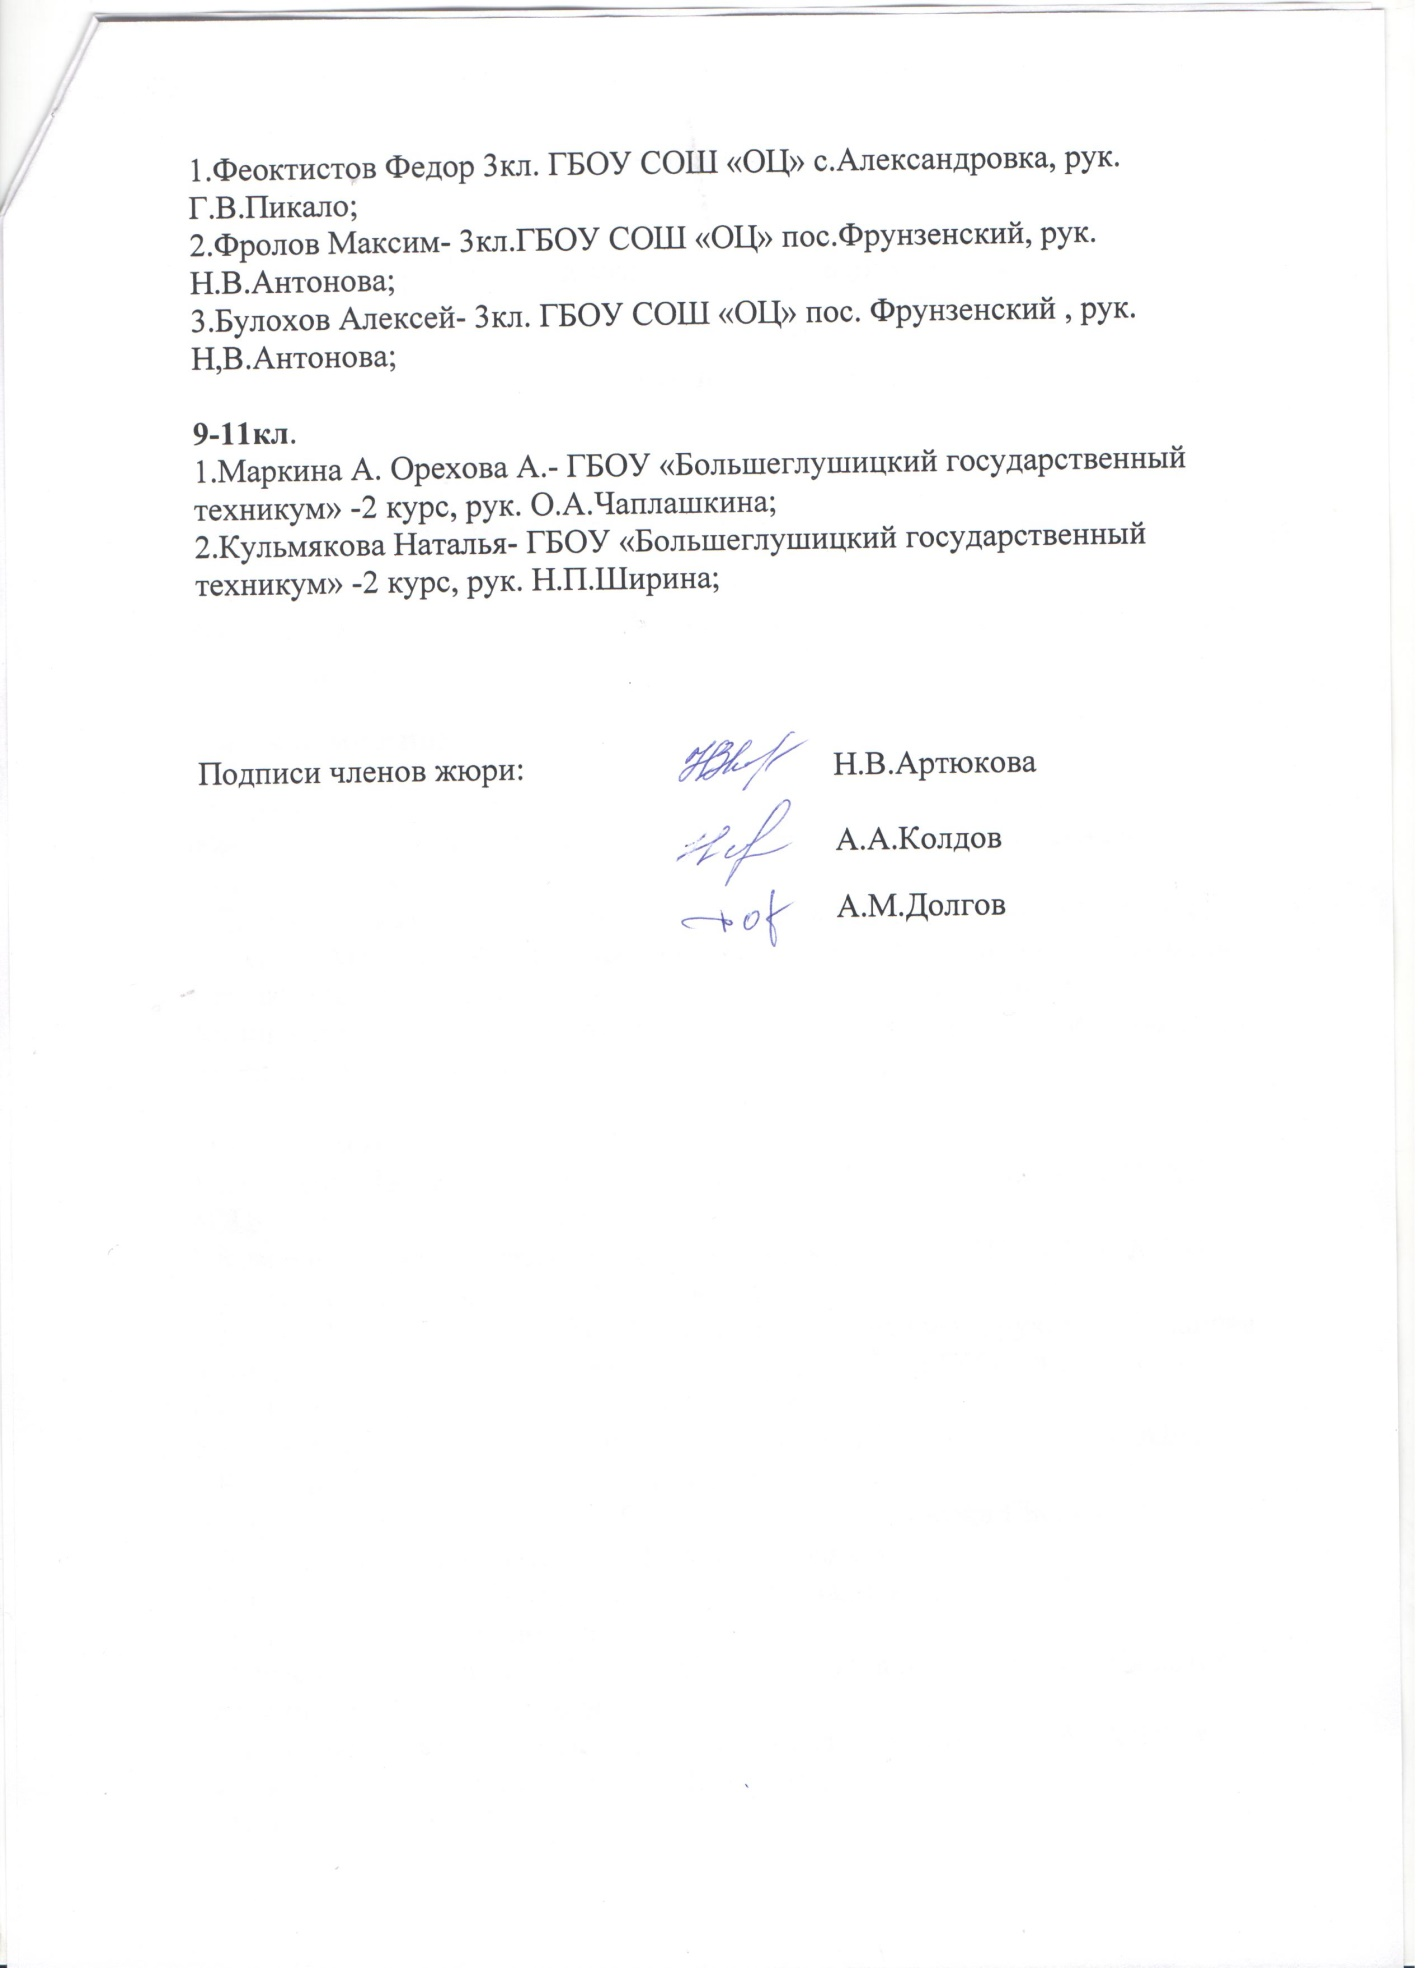 1.Феоктистов Федор 3кл. ГБОУ СОШ «ОЦ» с.Александровка, рук.
Г.В.Пикало;
2.Фролов Максим- 3кл.ГБОУ СОШ «ОЦ» пос.Фрунзенский, рук.
Н.В.Антонова;
3.Булохов Алексей- 3кл. ГБОУ СОШ «ОЦ» пос. Фрунзенский , рук.
Н,В.Антонова;
9-11кл.
1.Маркина А. Орехова А.- ГБОУ «Большеглушицкий государственный
техникум» -2 курс, рук. О.А.Чаплашкина;
2.Кульмякова Наталья- ГБОУ «Большеглушицкий государственный
техникум» -2 курс, рук. Н.П.Ширина;
Подписи членов жюри: Н.В.Артюкова
А.А.Колдов
А.М.Долгов